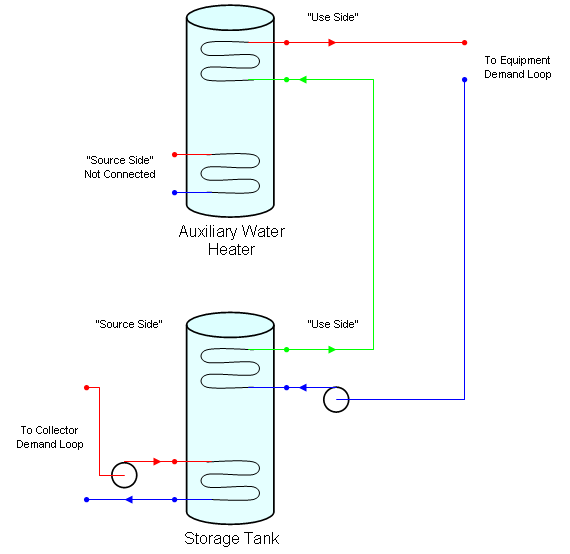 "Use Side"
To Equipment
Demand Loop
"Source Side"
Not Connected
Auxiliary Water
Heater
"Source Side"
"Use Side"
To Collector
Demand Loop
Storage Tank